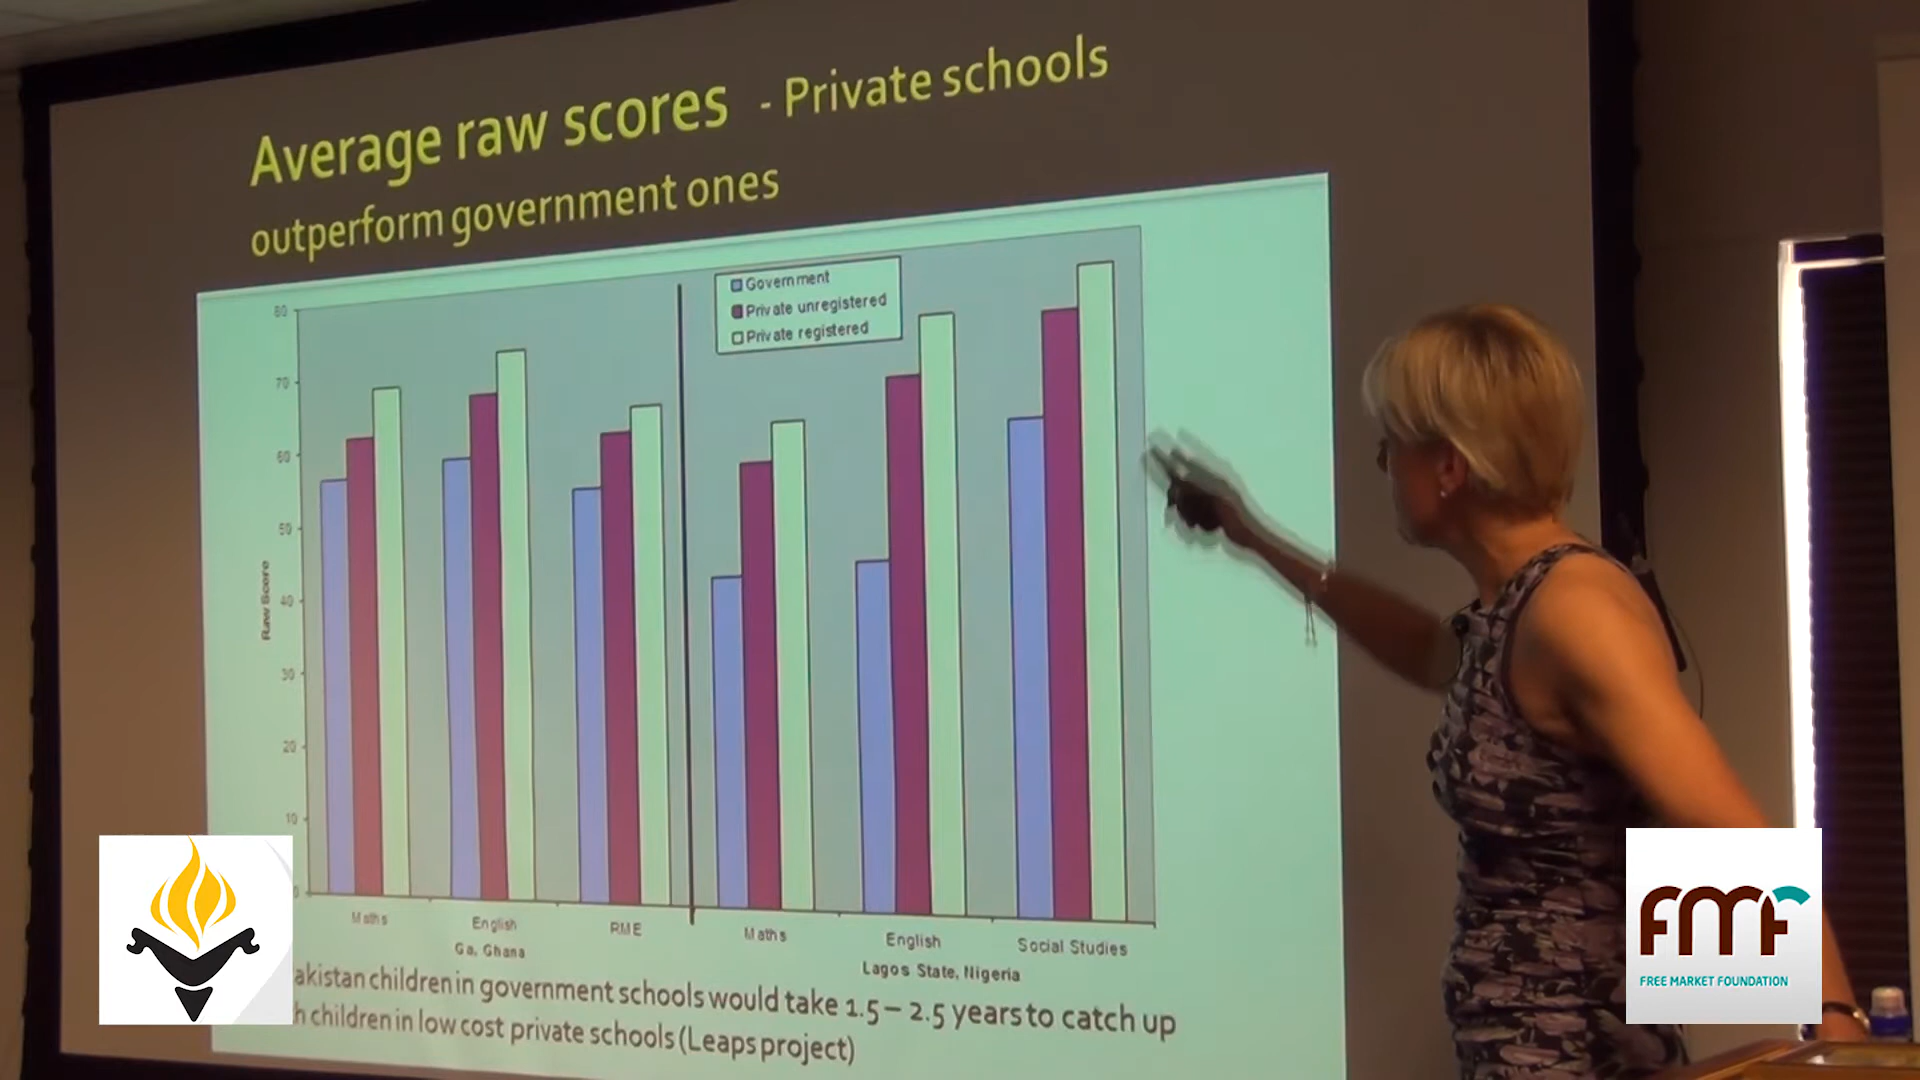 Average raw scores - Private schools
outperform government ones
Government
Private unregistered
Private registered
80
70
60
50
40
30
20
10
0
Raw Score
Maths
English
RME
Maths
English
Social Studies
Ga, Ghana
Lagos State, Nigeria
akistan children in government schools would take 1.5 – 2.5 years to catch up
h children in low cost private schools (Leaps project)
FMF
FREE MARKET FOUNDATION